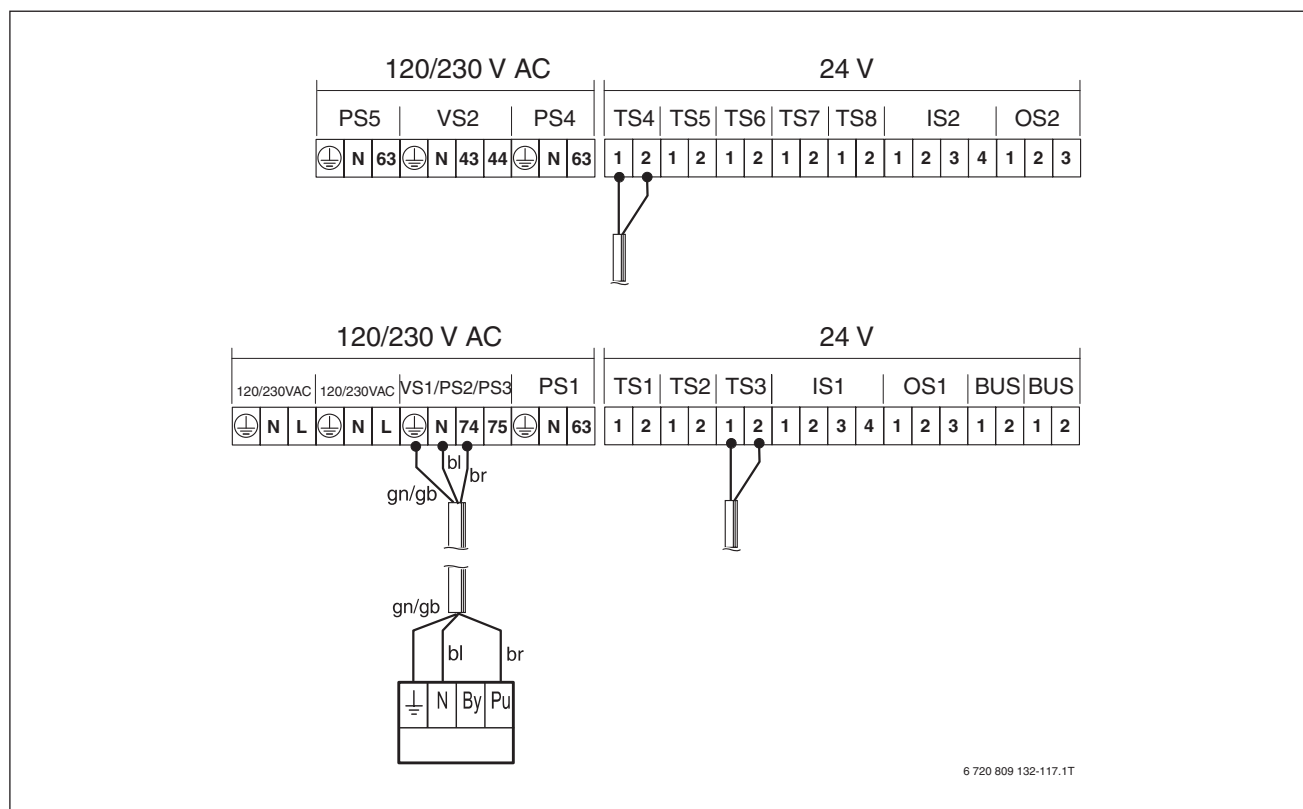 120/230 V AC 24 V
PS5 VS2 PS4 TS4 TS5 TS6 TS7 TS8 IS2 OS2
N 63 N 43 44 N 63 1 2 1 2 1 2 1 2 1 2 1 2 3 4 1 2 3
120/230 V AC 24 V
120/230VAC 120/230VAC VS1/PS2/PS3 PS1 TS1 TS2 TS3 IS1 OS1 BUS BUS
N L N L N 74 75 N 63 1 2 1 2 1 2 1 2 3 4 1 2 3 1 2 1 2
bl
br
gn/gb
gn/gb
bl br
N By Pu
6 720 809 132-117.1T